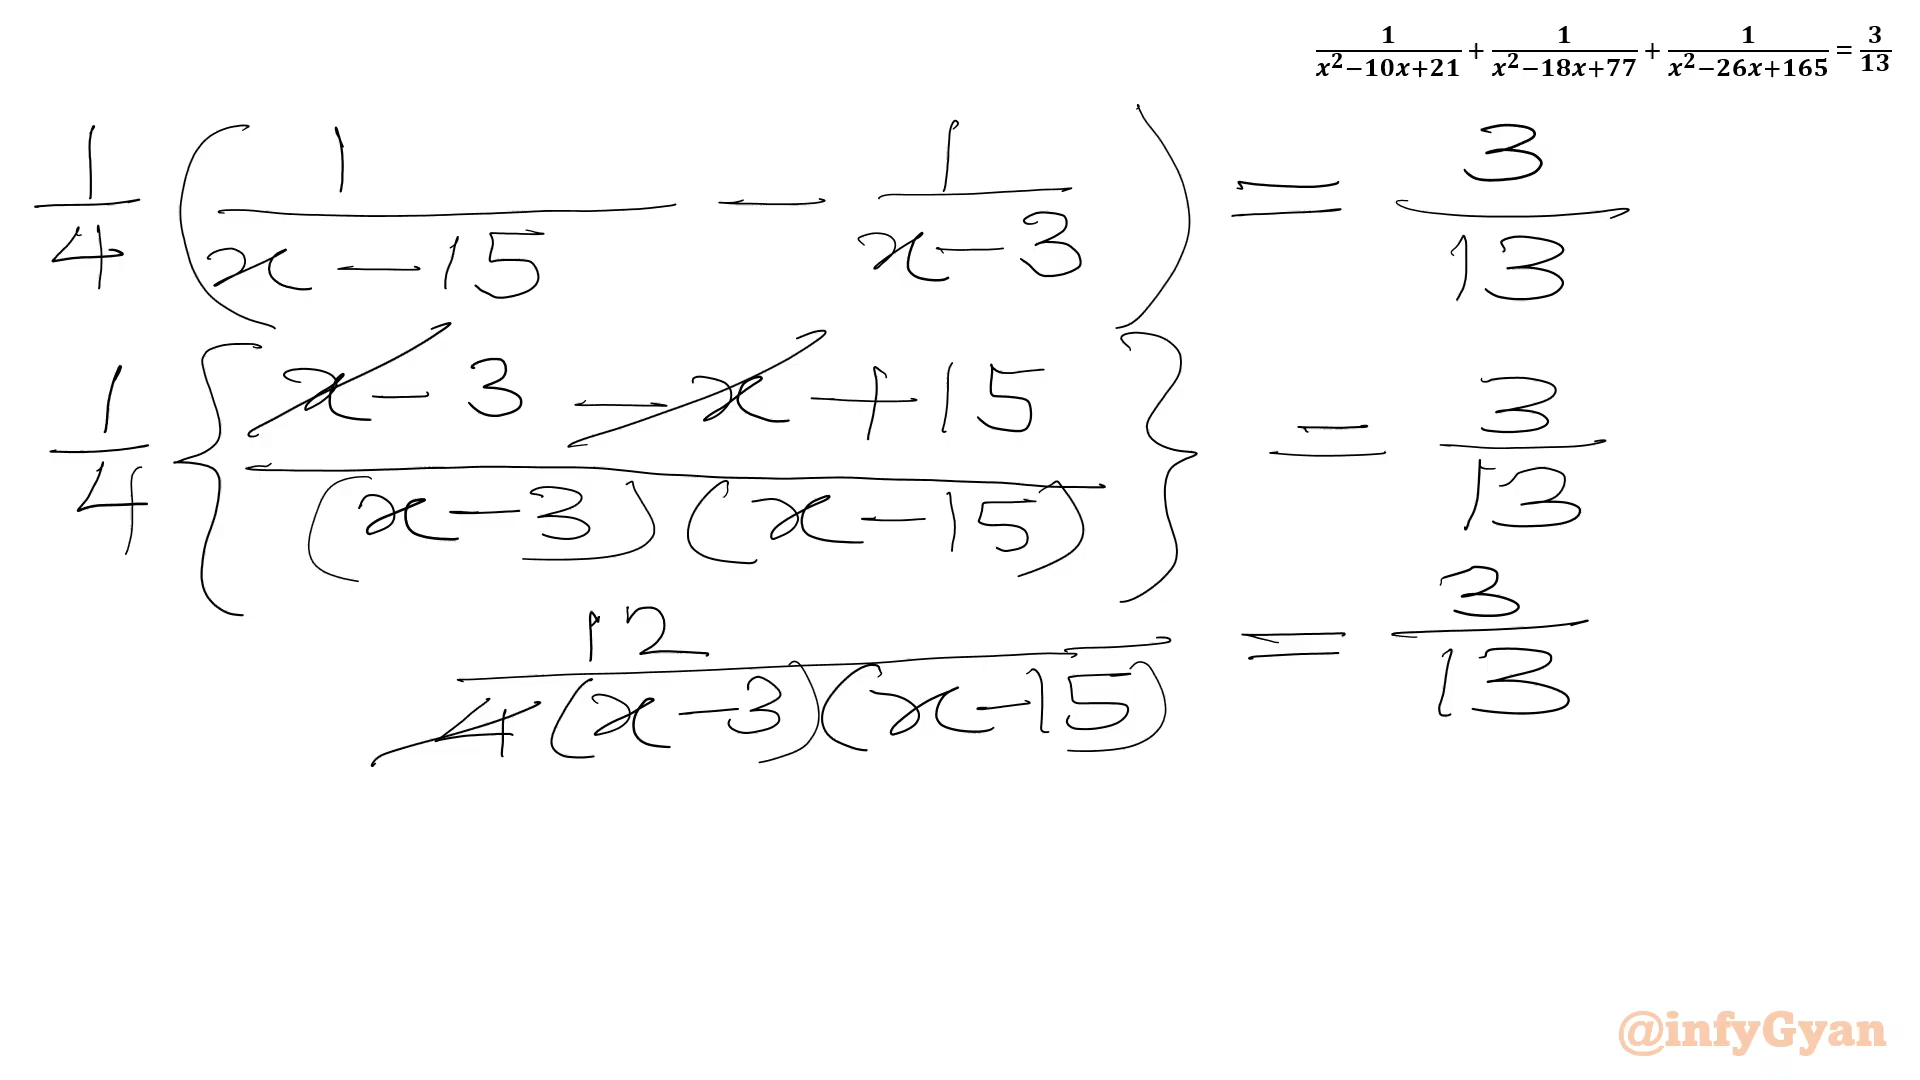 1/(x²−10x+21) + 1/(x²−18x+77) + 1/(x²−26x+165) = 3/13
1/4 ( 1/(x−15) − 1/(x−3) ) = 3/13
1/4 { (x−3−x+15)/((x−3)(x−15)) } = 3/13
12/(4(x−3)(x−15)) = 3/13
@infyGyan